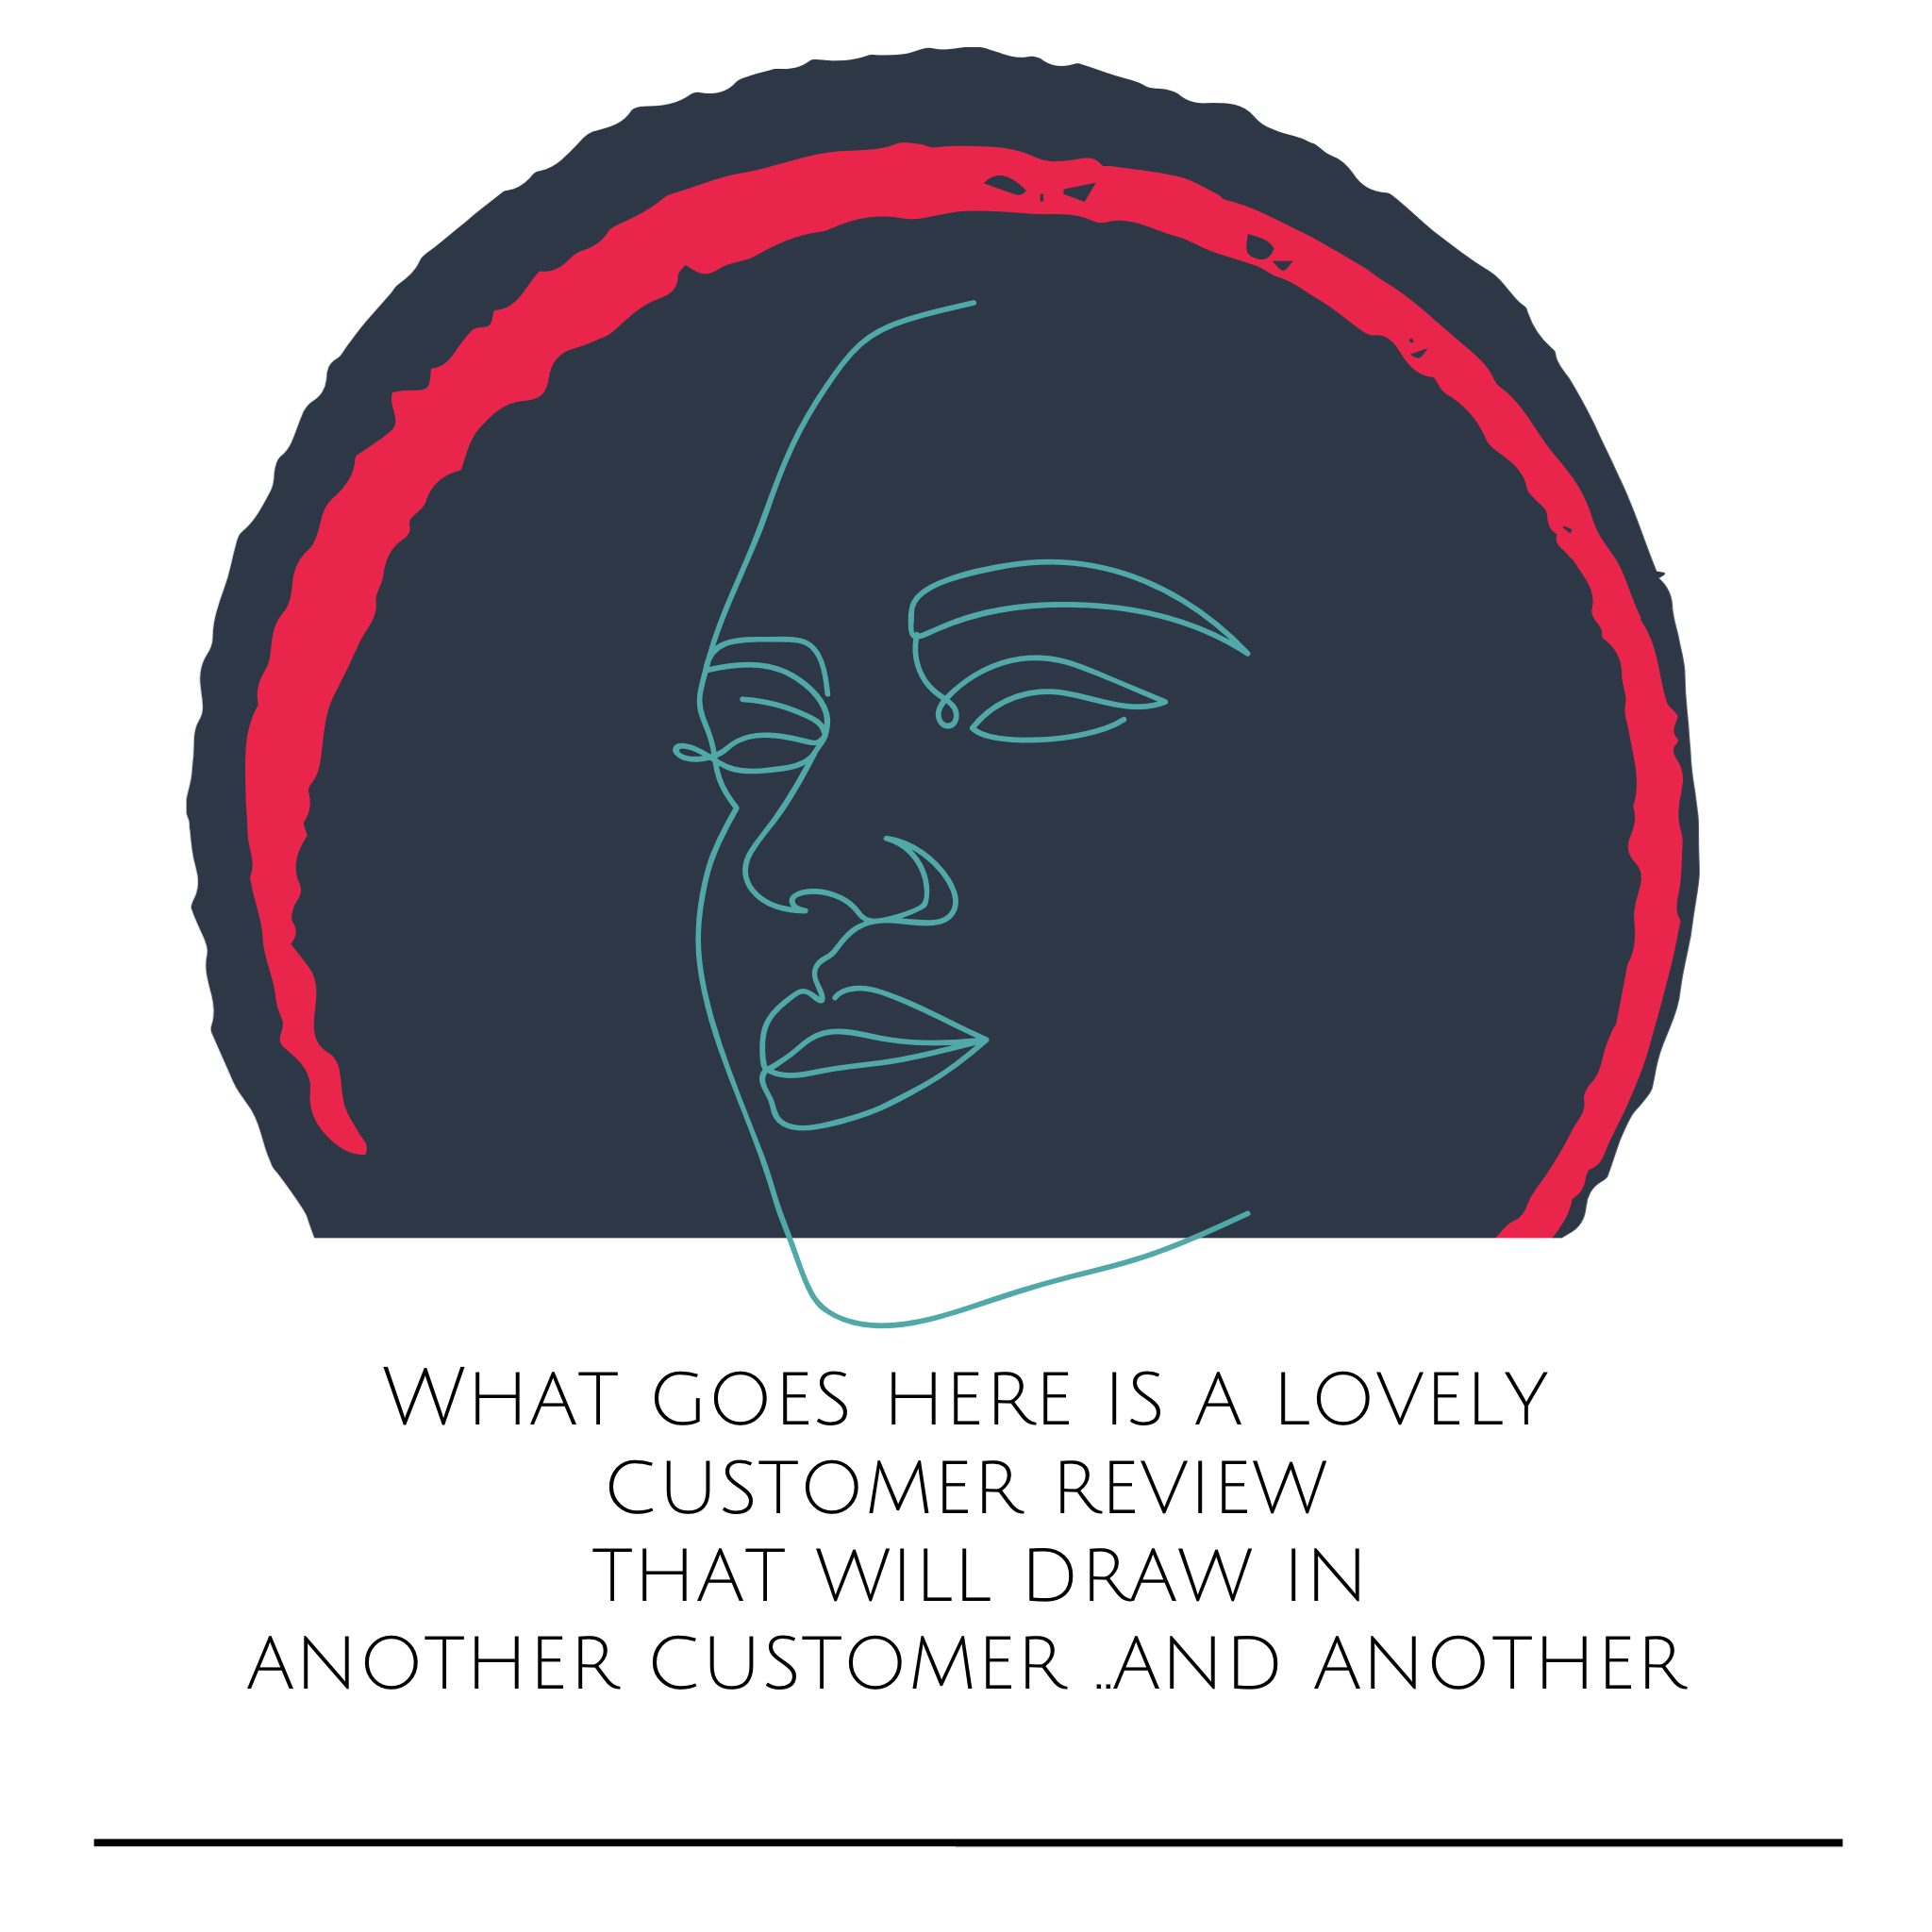 What goes here is a lovely
customer review
that will draw in
another customer ..and another